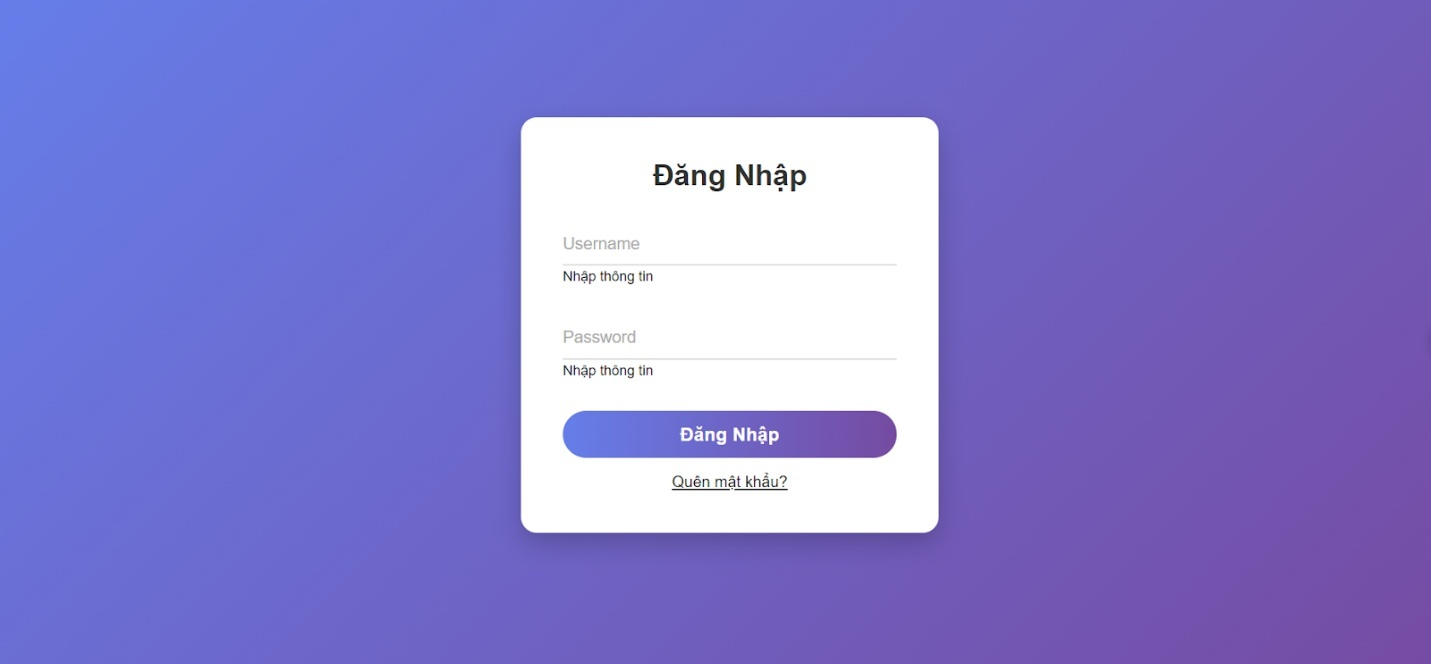 Đăng Nhập
Username
Nhập thông tin
Password
Nhập thông tin
Đăng Nhập
Quên mật khẩu?